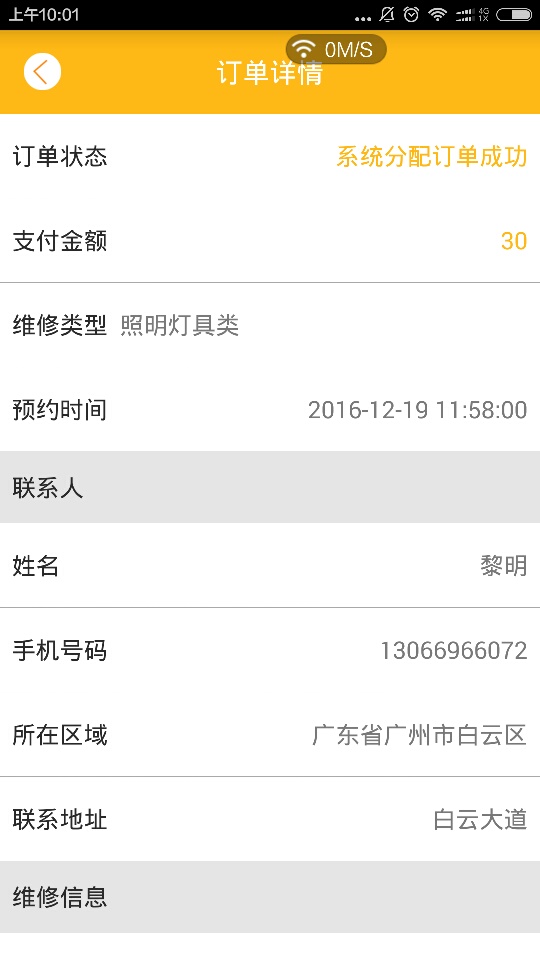 上午10:01
4G
1X
0M/S
订单详情
订单状态 系统分配订单成功
支付金额 30
维修类型 照明灯具类
预约时间 2016-12-19 11:58:00
联系人
姓名 黎明
手机号码 13066966072
所在区域 广东省广州市白云区
联系地址 白云大道
维修信息